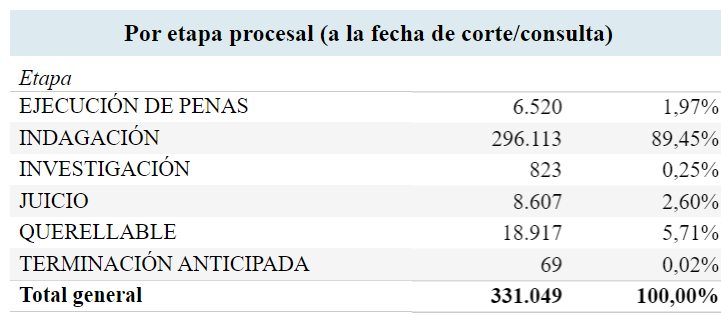 Por etapa procesal (a la fecha de corte/consulta)
Etapa
EJECUCIÓN DE PENAS 6.520 1,97%
INDAGACIÓN 296.113 89,45%
INVESTIGACIÓN 823 0,25%
JUICIO 8.607 2,60%
QUERELLABLE 18.917 5,71%
TERMINACIÓN ANTICIPADA 69 0,02%
Total general 331.049 100,00%